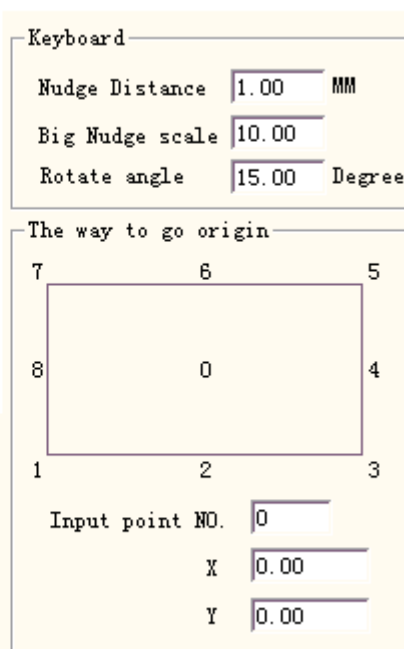 Keyboard
Nudge Distance 1.00 MM
Big Nudge scale 10.00
Rotate angle 15.00 Degree
The way to go origin
7 6 5
8 0 4
1 2 3
Input point NO. 0
X 0.00
Y 0.00